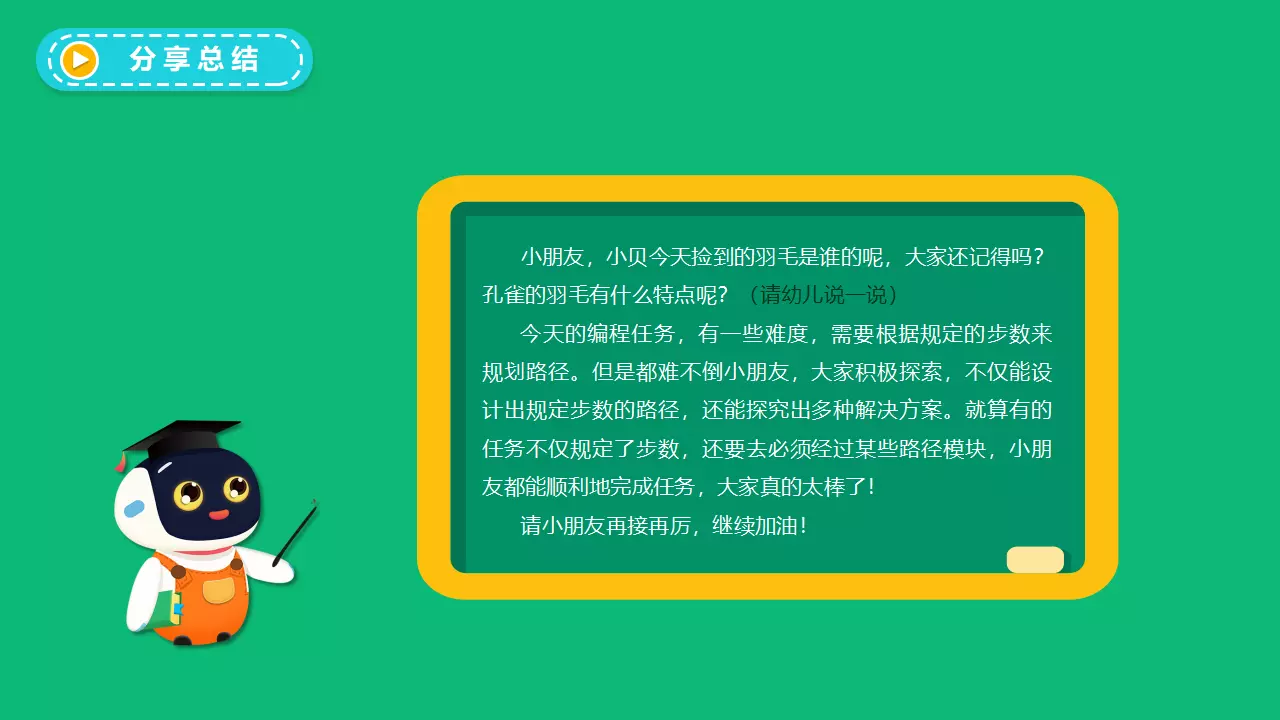 分享总结
小朋友，小贝今天捡到的羽毛是谁的呢，大家还记得吗？
孔雀的羽毛有什么特点呢？（请幼儿说一说）
今天的编程任务，有一些难度，需要根据规定的步数来
规划路径。但是都难不倒小朋友，大家积极探索，不仅能设
计出规定步数的路径，还能探究出多种解决方案。就算有的
任务不仅规定了步数，还要去必须经过某些路径模块，小朋
友都能顺利地完成任务，大家真的太棒了！
请小朋友再接再厉，继续加油！